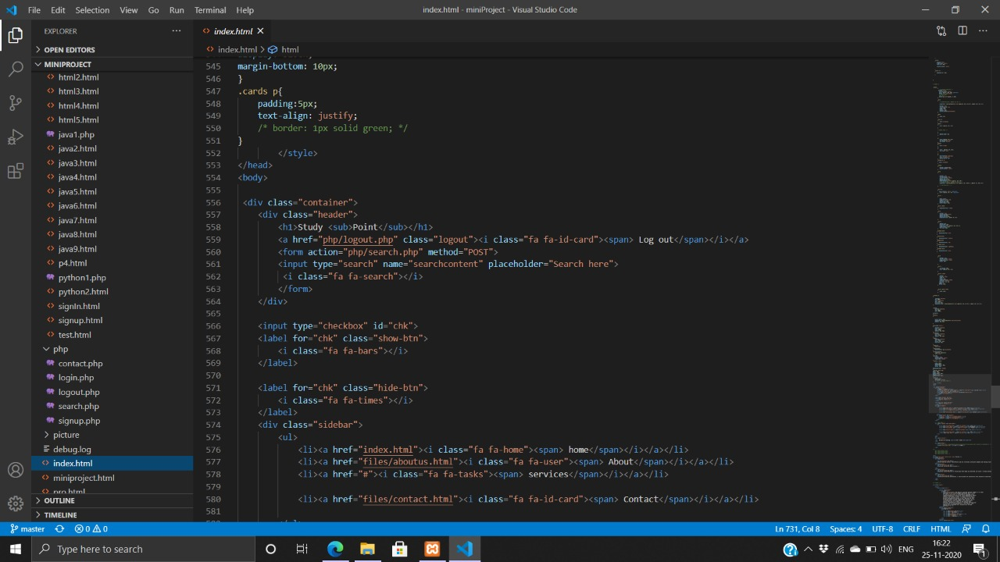 File Edit Selection View Go Run Terminal Help
index.html - miniProject - Visual Studio Code
EXPLORER
OPEN EDITORS
MINIPROJECT
html2.html
html3.html
html4.html
html5.html
java1.php
java2.html
java3.html
java4.html
java5.html
java6.html
java7.html
java8.html
java9.html
p4.html
python1.php
python2.html
signIn.html
signup.html
test.html
php
contact.php
login.php
logout.php
search.php
signup.php
picture
debug.log
index.html
miniproject.html
pro.html
OUTLINE
TIMELINE
index.html
index.html > html
545 margin-bottom: 10px;
546 }
547 .cards p{
548 padding:5px;
549 text-align: justify;
550 /* border: 1px solid green; */
551 }
552 </style>
553 </head>
554 <body>
555
556 <div class="container">
557 <div class="header">
558 <h1>Study<sub>Point</sub></h1>
559 <a href="php/logout.php" class="logout"><i class="fa fa-id-card"><span> Log out</span></i
560 <form action="php/search.php" method="POST">
561 <input type="search" name="searchcontent" placeholder="Search here">
562 <i class="fa fa-search"></i>
563 </form>
564 </div>
565
566 <input type="checkbox" id="chk">
567 <label for="chk" class="show-btn">
568 <i class="fa fa-bars"></i>
569 </label>
570
571 <label for="chk" class="hide-btn">
572 <i class="fa fa-times"></i>
573 </label>
574 <div class="sidebar">
575 <ul>
576 <li><a href="index.html"><i class="fa fa-home"><span> home</span></i></a></li>
577 <li><a href="files/aboutus.html"><i class="fa fa-user"><span> about</span></i></a></li>
578 <li><a href="#"><i class="fa fa-cog"><span> services</span></i></a></li>
579
580 <li><a href="files/contact.html"><i class="fa fa-id-card"><span> Contact</span></i></a></li>
581
master
0 0
Ln 731, Col 8 Spaces: 4 UTF-8 CRLF HTML
Type here to search
ENG
16:22
25-11-2020
1